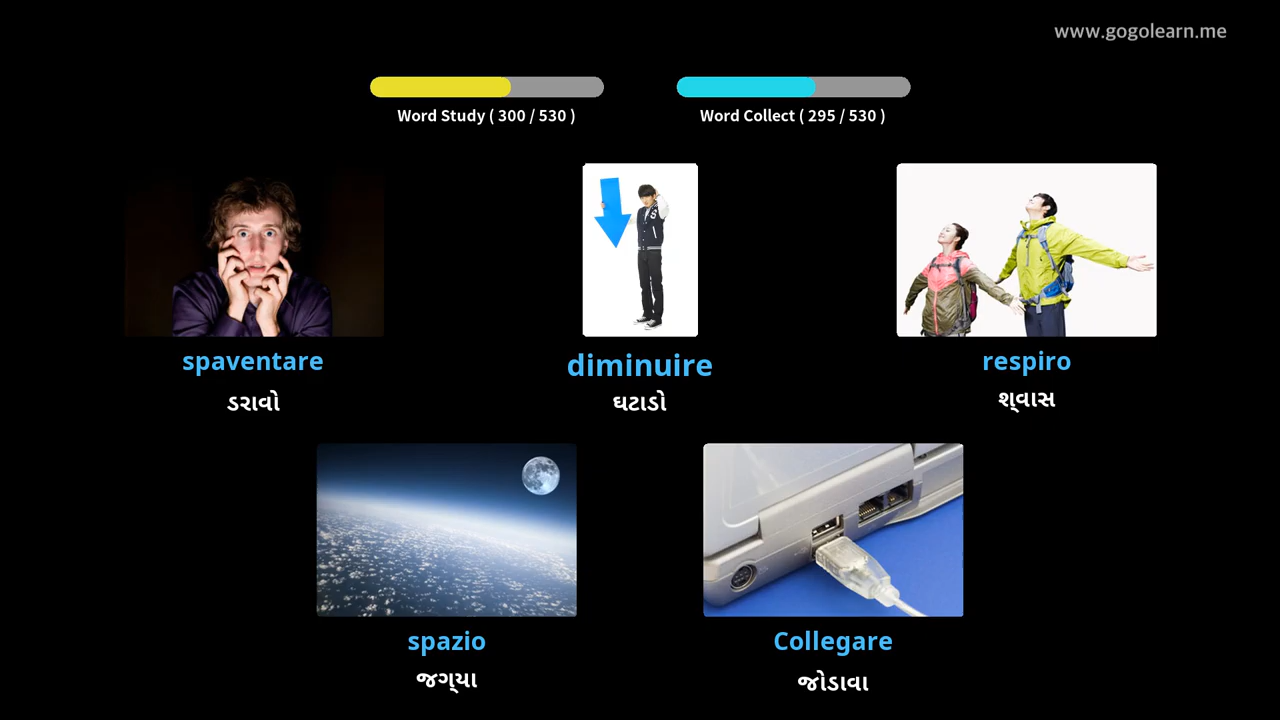 www.gogolearn.me
Word Study ( 300 / 530 )
Word Collect ( 295 / 530 )
spaventare
ડરાવો
diminuire
ઘટાડો
respiro
શ્વાસ
spazio
જગ્યા
Collegare
જોડાવા